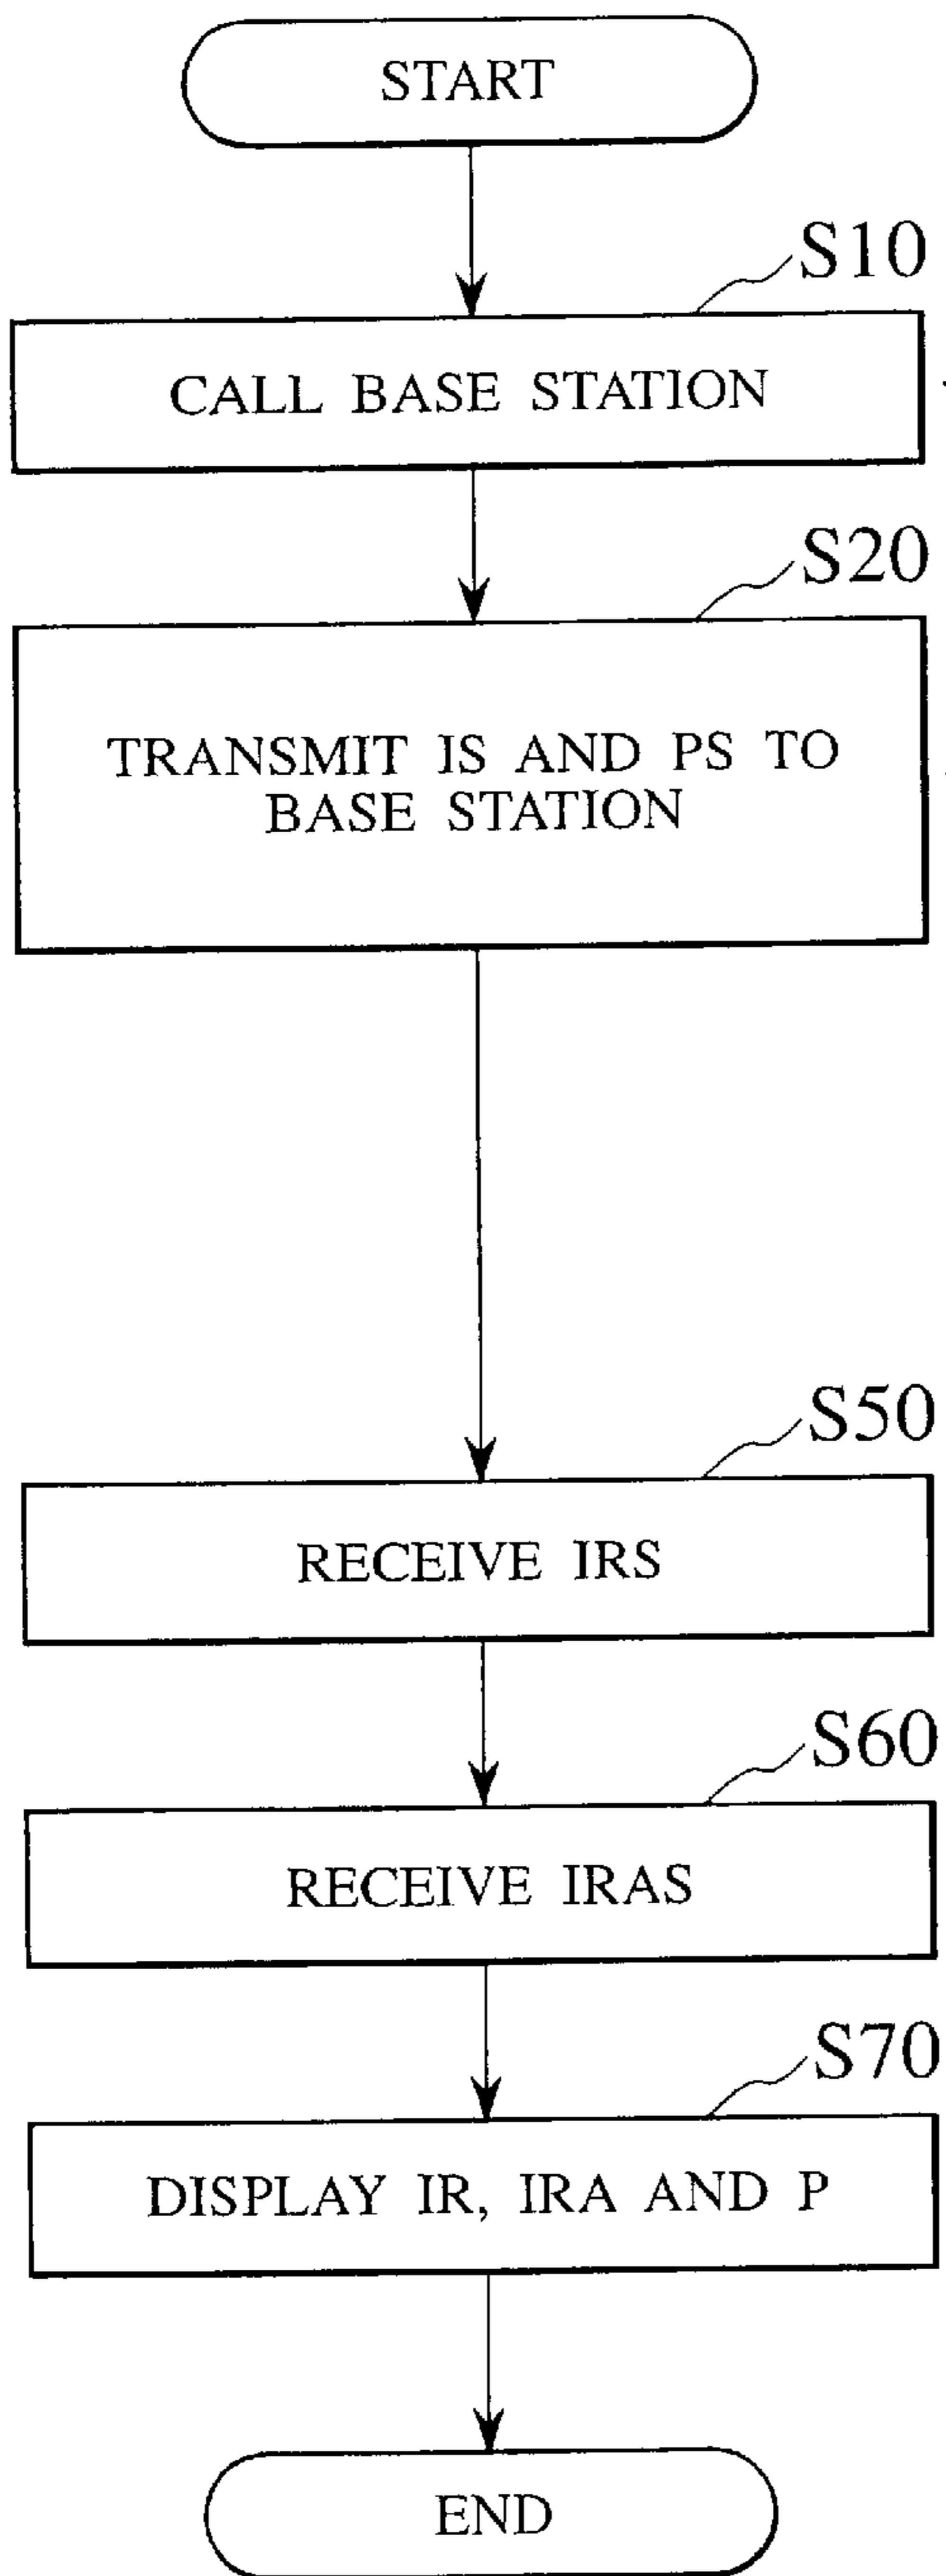 START
S10
CALL BASE STATION
S20
TRANSMIT IS AND PS TO
BASE STATION
S50
RECEIVE IRS
S60
RECEIVE IRAS
S70
DISPLAY IR, IRA AND P
END